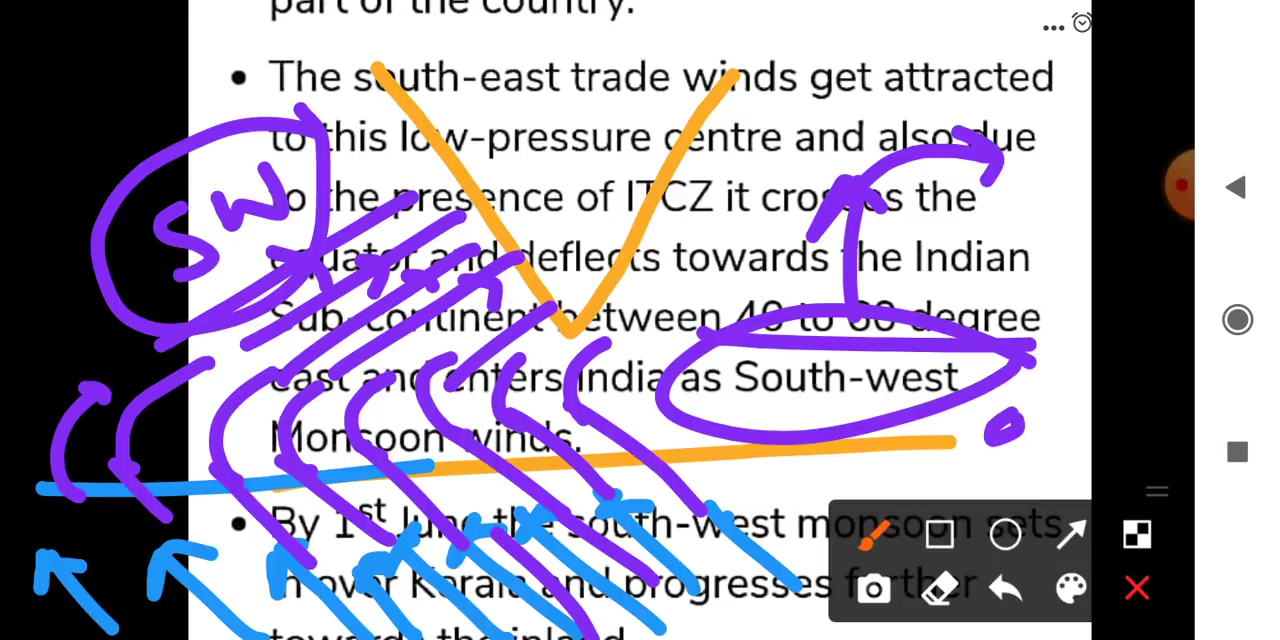 part of the country.
• The south-east trade winds get attracted
to this low-pressure centre and also due
to the presence of ITCZ it crosses the
equator and deflects towards the Indian
Sub-continent between 40 to 60 degree
east and enters India as South-west
Monsoon winds.
• By 1st June the south-west monsoon sets
in over Kerala and progresses further
towards the inland.
SW